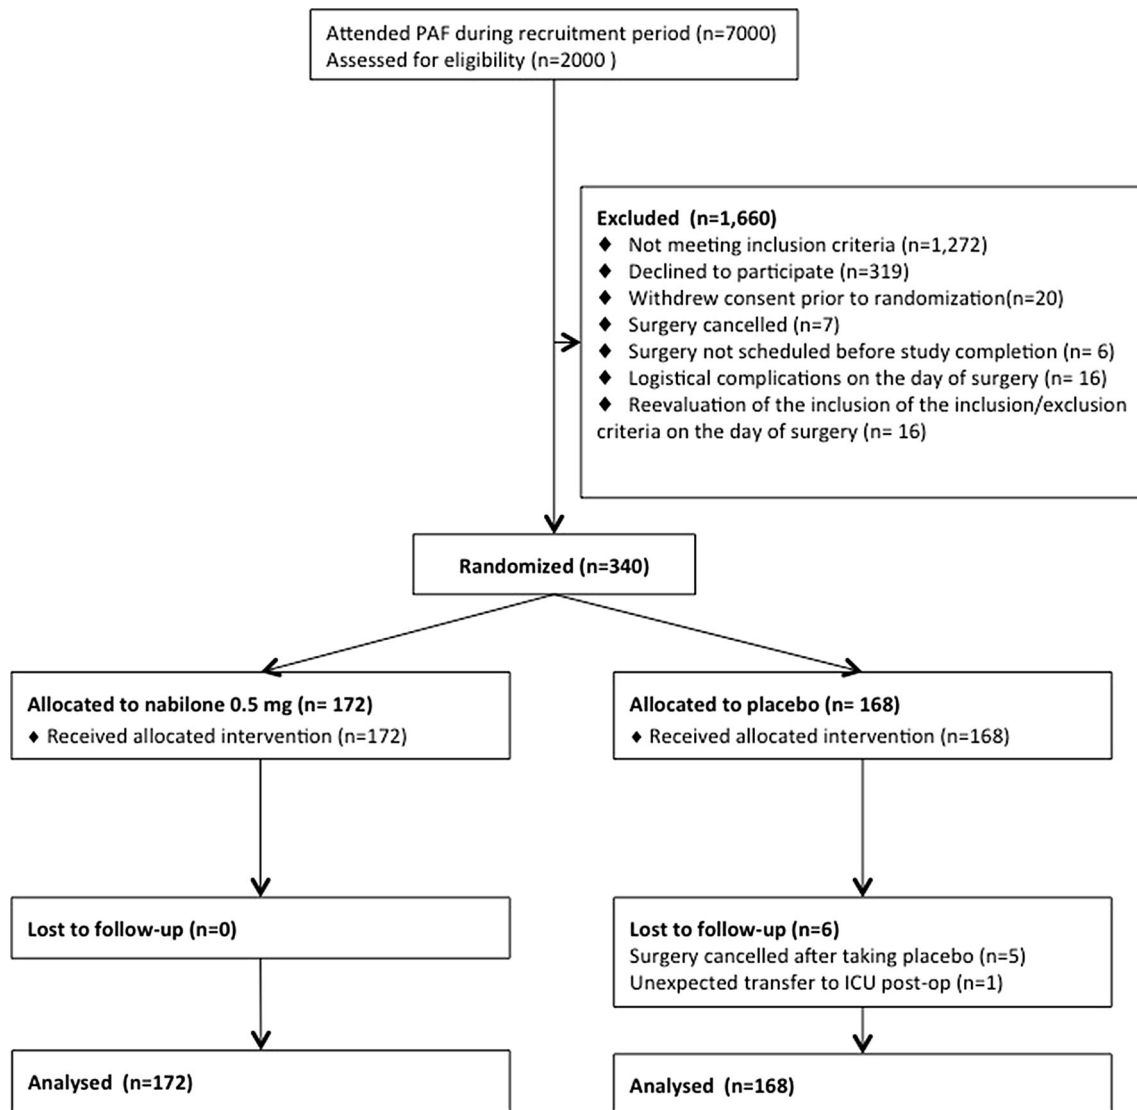 Attended PAF during recruitment period (n=7000)
Assessed for eligibility (n=2000 )
Excluded (n=1,660)
♦ Not meeting inclusion criteria (n=1,272)
♦ Declined to participate (n=319)
♦ Withdrew consent prior to randomization(n=20)
♦ Surgery cancelled (n=7)
♦ Surgery not scheduled before study completion (n= 6)
♦ Logistical complications on the day of surgery (n= 16)
♦ Reevaluation of the inclusion of the inclusion/exclusion
criteria on the day of surgery (n= 16)
Randomized (n=340)
Allocated to nabilone 0.5 mg (n= 172)
♦ Received allocated intervention (n=172)
Allocated to placebo (n= 168)
♦ Received allocated intervention (n=168)
Lost to follow-up (n=0)
Lost to follow-up (n=6)
Surgery cancelled after taking placebo (n=5)
Unexpected transfer to ICU post-op (n=1)
Analysed (n=172)
Analysed (n=168)